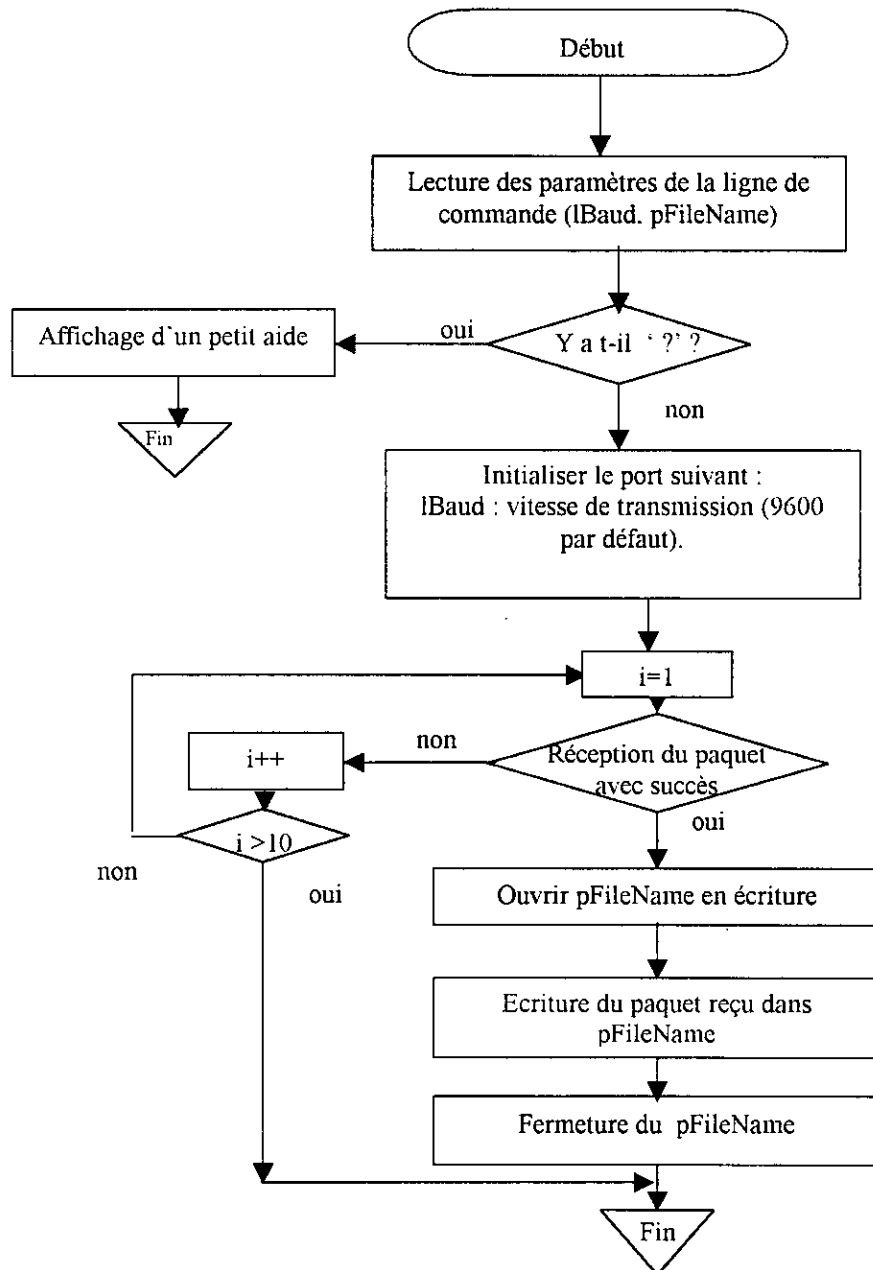 Début
Lecture des paramètres de la ligne de
commande (lBaud. pFileName)
Y a t-il ‘ ?’ ?
oui
Affichage d‘un petit aide
Fin
non
Initialiser le port suivant :
lBaud : vitesse de transmission (9600
par défaut).
i=1
Réception du paquet
avec succès
non
i++
i >10
non
oui
oui
Ouvrir pFileName en écriture
Ecriture du paquet reçu dans
pFileName
Fermeture du pFileName
Fin